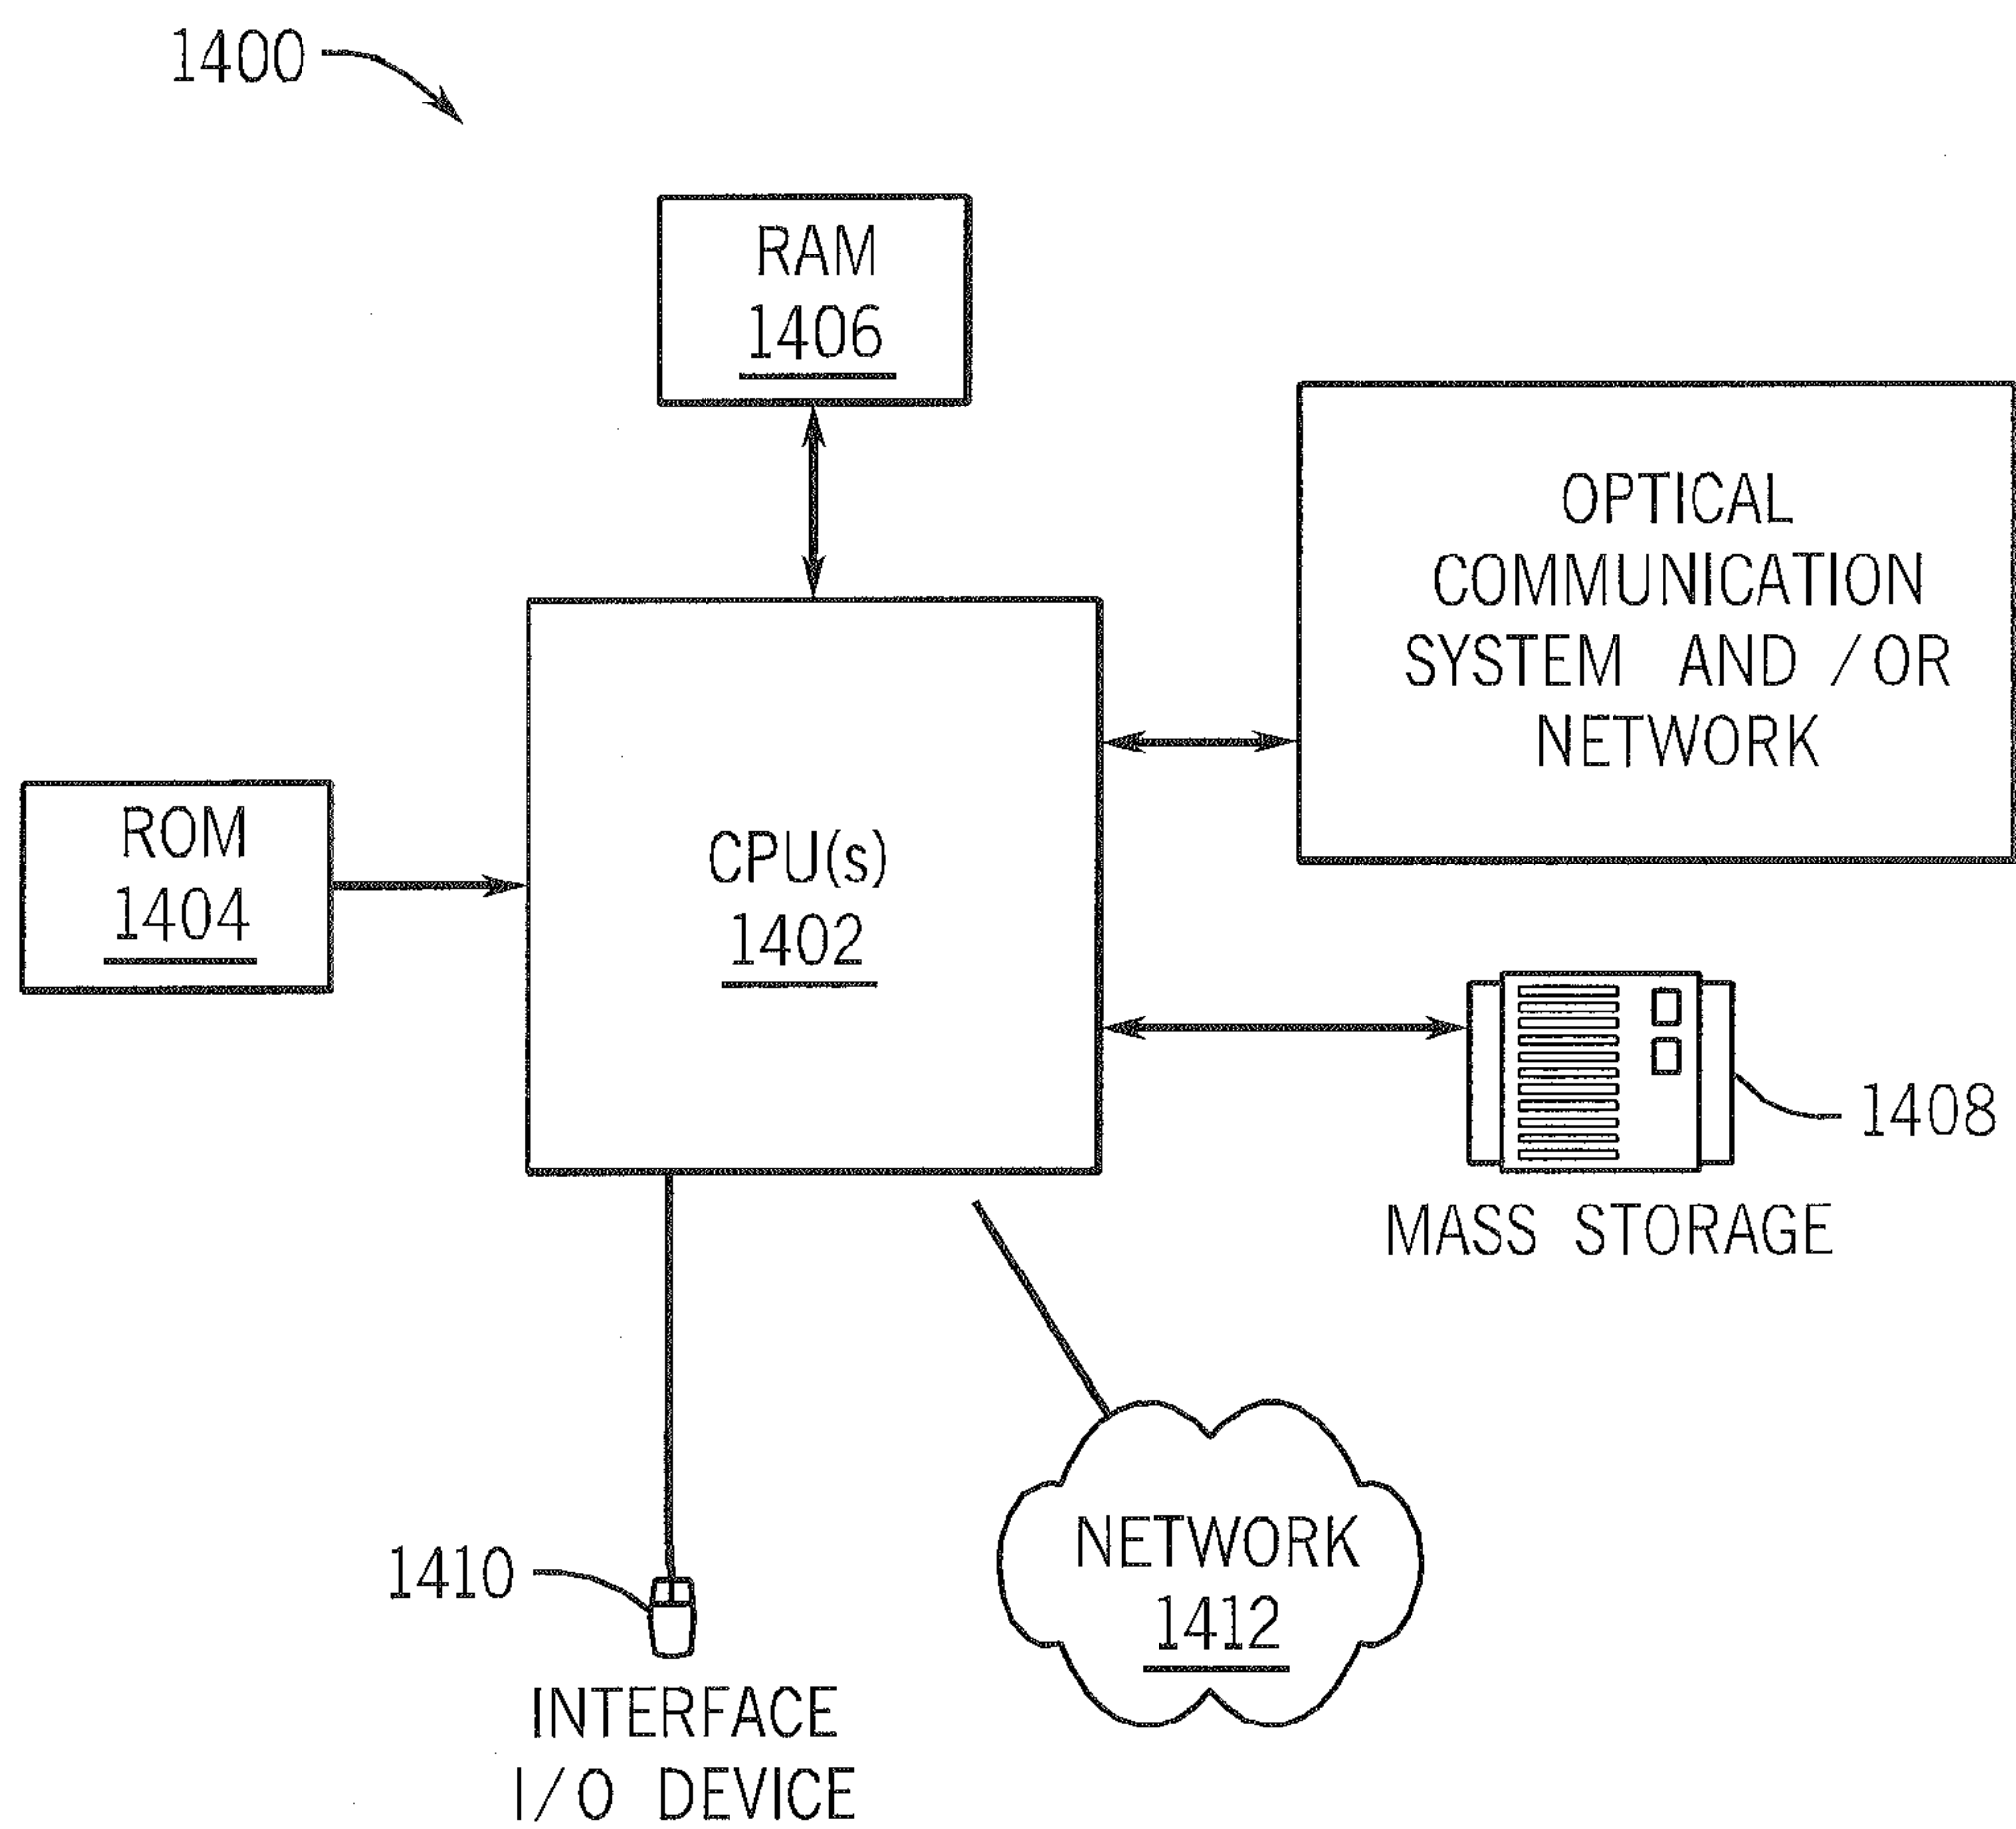 1400
RAM
1406
OPTICAL
COMMUNICATION
SYSTEM AND /OR
NETWORK
ROM
1404
CPU(s)
1402
1408
MASS STORAGE
NETWORK
1412
1410
INTERFACE
I/O DEVICE